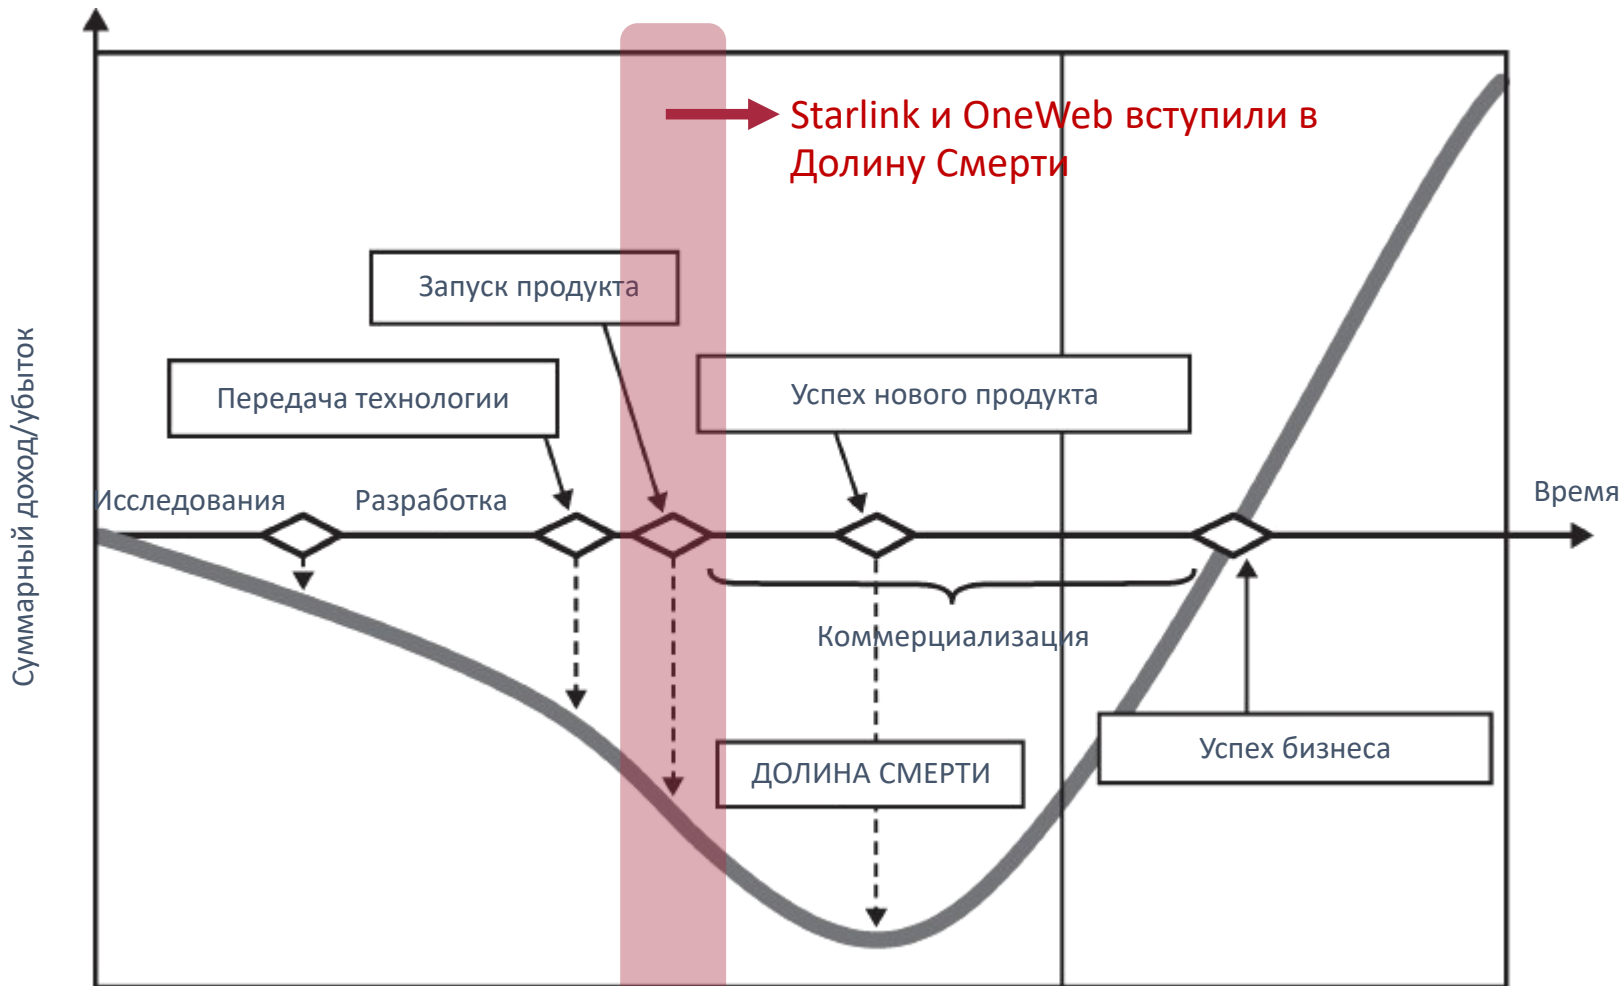 Starlink и OneWeb вступили в
Долину Смерти
Запуск продукта
Передача технологии
Успех нового продукта
Суммарный доход/убыток
Исследования
Разработка
Время
Коммерциализация
ДОЛИНА СМЕРТИ
Успех бизнеса